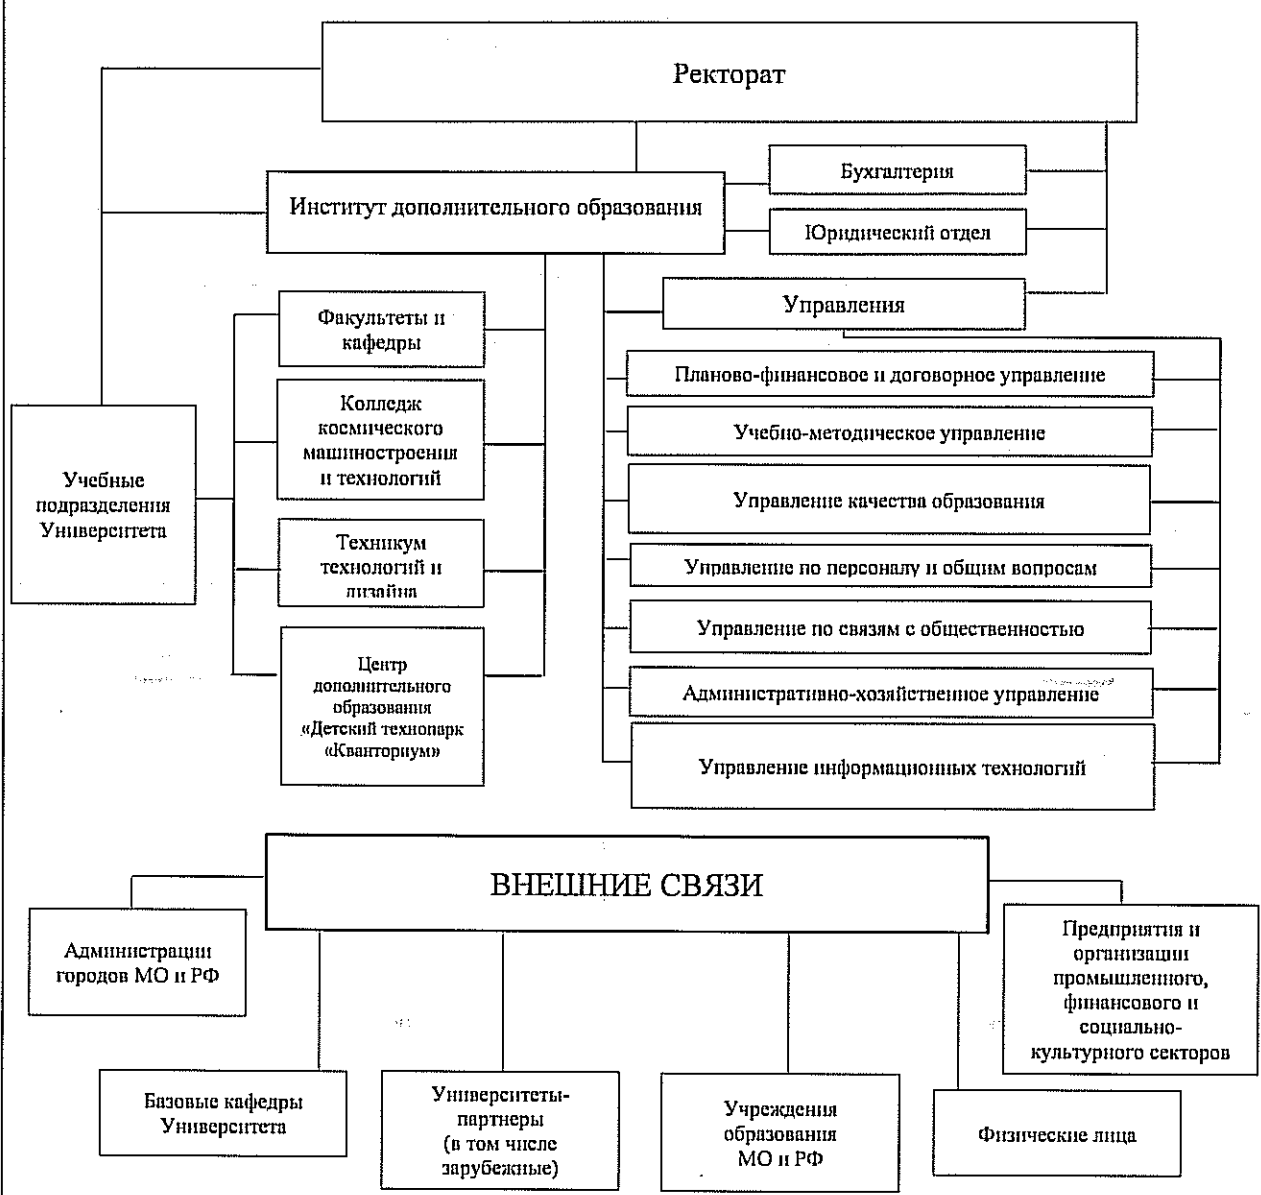 Ректорат
Бухгалтерия
Институт дополнительного образования
Юридический отдел
Управления
Факультеты и
кафедры
Планово-финансовое и договорное управление
Колледж
космического
машиностроения
и технологий
Учебно-методическое управление
Учебные
подразделения
Университета
Управление качества образования
Техникум
технологий и
дизайна
Управление по персоналу и общим вопросам
Управление по связям с общественностью
Центр
дополнительного
образования
«Детский технопарк
«Кванториум»
Административно-хозяйственное управление
Управление информационных технологий
ВНЕШНИЕ СВЯЗИ
Администрации
городов МО и РФ
Предприятия и
организации
промышленного,
финансового и
социально-
культурного секторов
Базовые кафедры
Университета
Университеты-
партнеры
(в том числе
зарубежные)
Учреждения
образования
МО и РФ
Физические лица